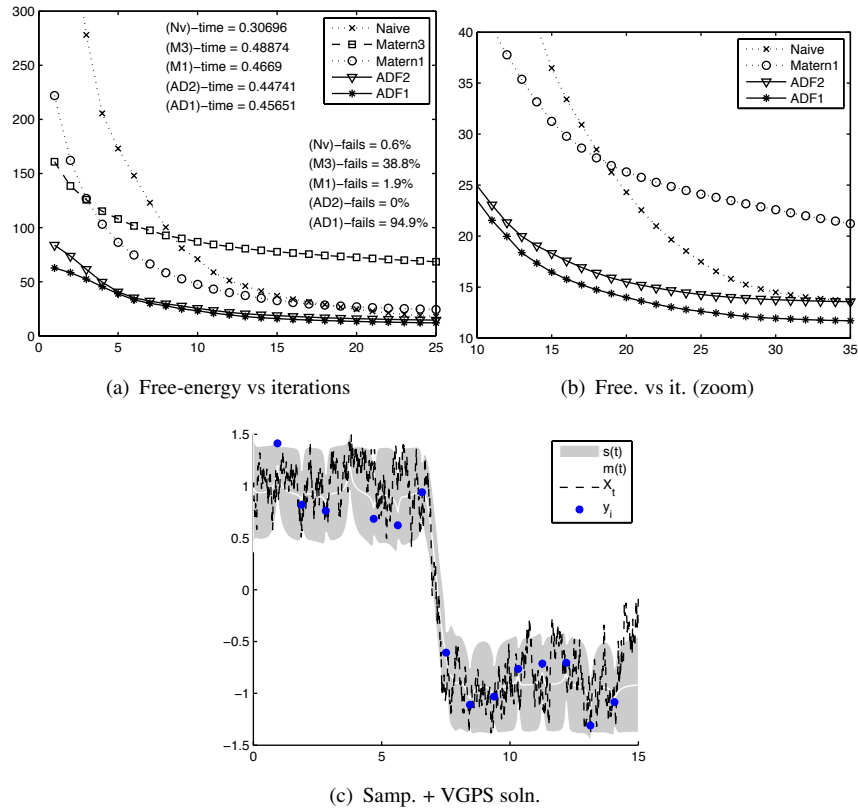 300
250
200
150
100
50
0
0 5 10 15 20 25
(Nv)−time = 0.30696
(M3)−time = 0.48874
(M1)−time = 0.4669
(AD2)−time = 0.44741
(AD1)−time = 0.45651
Naive
Matern3
Matern1
ADF2
ADF1
(Nv)−fails = 0.6%
(M3)−fails = 38.8%
(M1)−fails = 1.9%
(AD2)−fails = 0%
(AD1)−fails = 94.9%
(a) Free-energy vs iterations
40
35
30
25
20
15
10
10 15 20 25 30 35
Naive
Matern1
ADF2
ADF1
(b) Free. vs it. (zoom)
1.5
1
0.5
0
−0.5
−1
−1.5
0 5 10 15
s(t)
m(t)
X_t
y_i
(c) Samp. + VGPS soln.